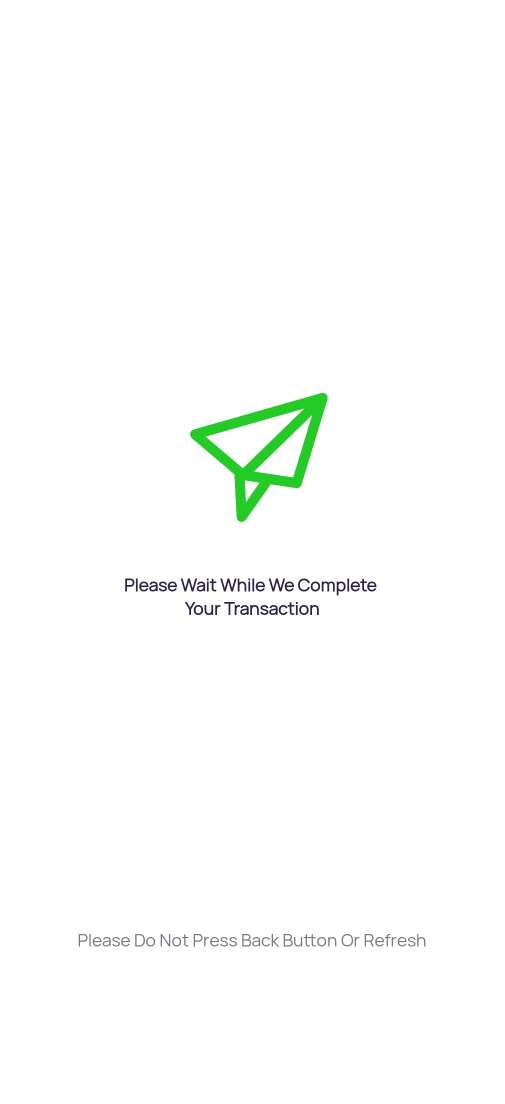 Please Wait While We Complete
Your Transaction
Please Do Not Press Back Button Or Refresh